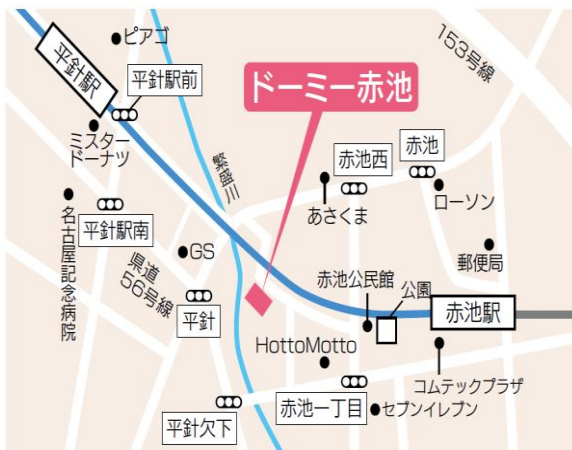 ピアゴ
153号線
平針駅
平針駅前
ドーミー赤池
ミスター
ドーナツ
繁盛川
赤池西
赤池
あさくま
ローソン
名古屋記念病院
平針駅南
GS
県道
56号線
平針
郵便局
赤池公民館
公園
赤池駅
HottoMotto
コムテックプラザ
赤池一丁目
セブンイレブン
平針欠下